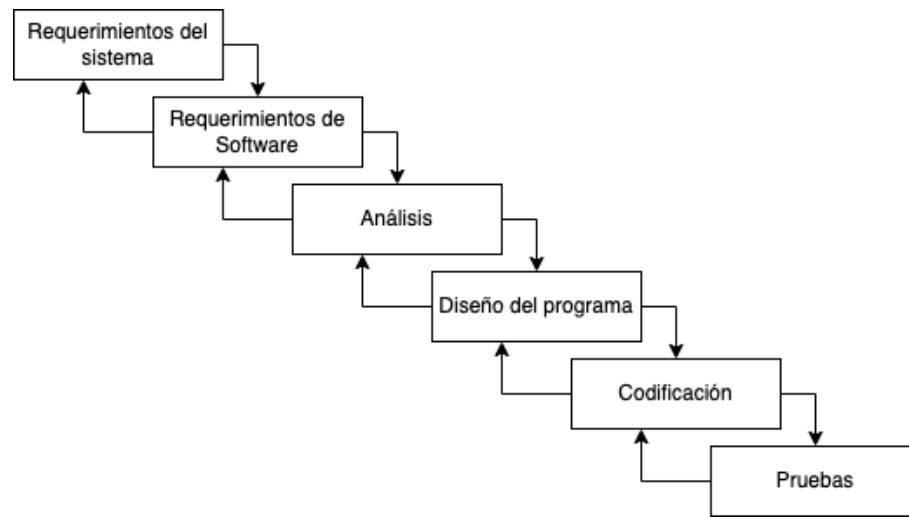 Requerimientos del
sistema
Requerimientos de
Software
Análisis
Diseño del programa
Codificación
Pruebas